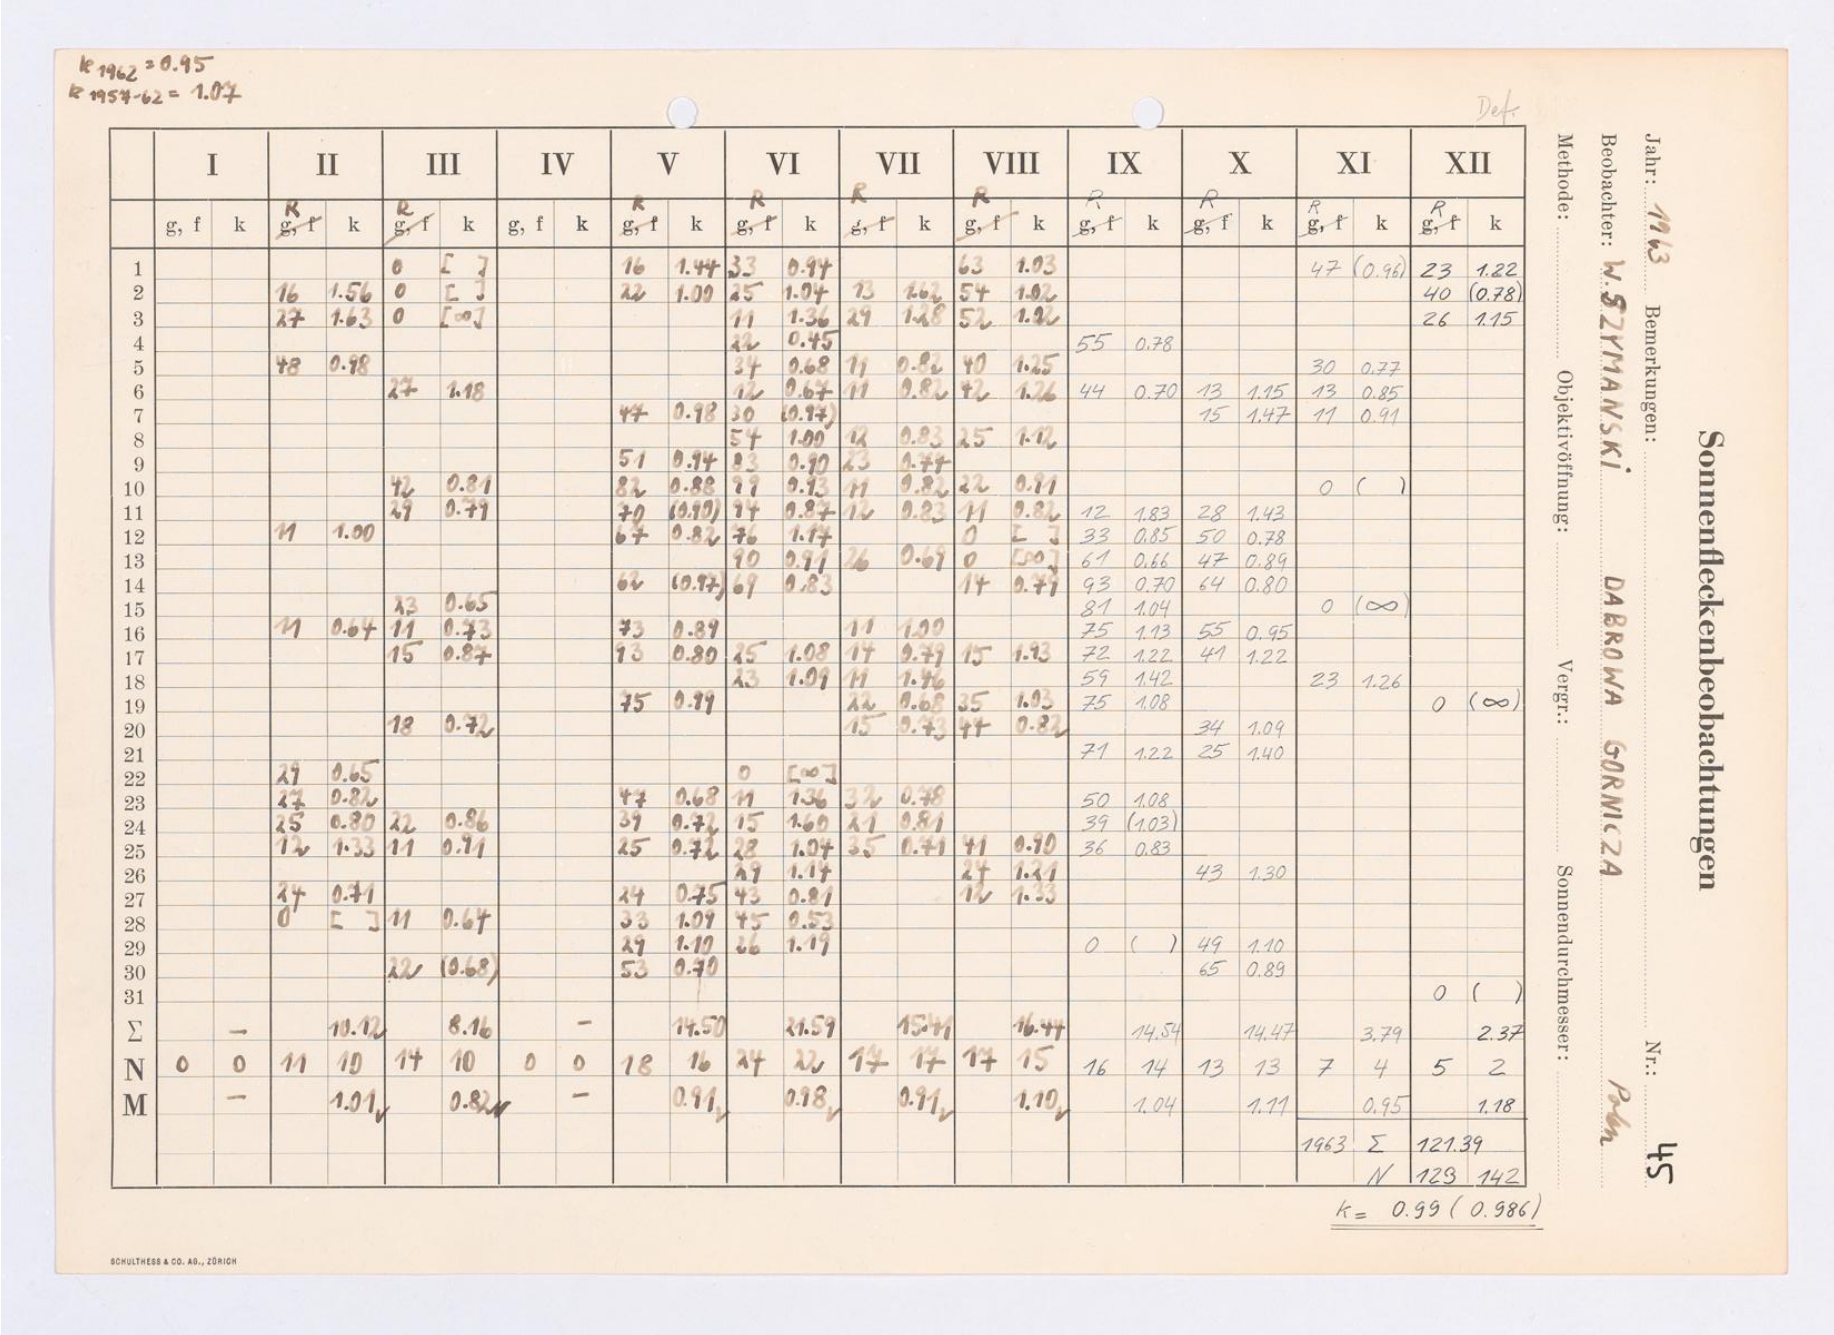 k 1962 = 0.95
k 1957-62 = 1.07
Def.
I II III IV V VI VII VIII IX X XI XII
R R R R R R R R R R
g, f k g, f k g, f k g, f k g, f k g, f k g, f k g, f k g, f k g, f k g, f k g, f k
1 0 [ ] 16 1.44 33 0.94 63 1.03 47 (0.96) 23 1.22
2 16 1.56 0 [ ] 22 1.00 25 1.04 13 1.62 54 1.02 40 (0.78)
3 27 1.63 0 [∞] 11 1.36 29 1.28 52 1.02 26 1.15
4 22 0.45 55 0.78
5 48 0.98 34 0.68 11 0.82 40 1.25 30 0.77
6 27 1.18 12 0.67 11 0.82 42 1.26 44 0.70 13 1.15 13 0.85
7 47 0.98 30 (0.97) 15 1.47 11 0.91
8 54 1.00 12 0.83 25 1.12
9 51 0.94 83 0.90 23 0.74
10 42 0.81 82 0.88 99 0.93 11 0.82 22 0.91 0 ( )
11 29 0.79 70 (0.90) 94 0.87 12 0.83 11 0.82 12 1.83 28 1.43
12 11 1.00 67 0.82 76 1.17 0 [ ] 33 0.85 50 0.78
13 90 0.91 26 0.69 0 [∞] 61 0.66 47 0.89
14 62 (0.97) 69 0.83 14 0.79 93 0.70 64 0.80
15 23 0.65 81 1.04 0 (∞)
16 11 0.64 11 0.73 73 0.89 11 1.00 75 1.13 55 0.95
17 15 0.87 93 0.80 25 1.08 14 0.79 15 1.93 72 1.22 41 1.22
18 23 1.09 11 1.46 59 1.42 23 1.26
19 75 0.99 22 0.68 35 1.03 75 1.08 0 (∞)
20 18 0.72 15 0.73 44 0.82 34 1.09
21 71 1.22 25 1.40
22 29 0.65 0 [∞]
23 27 0.82 47 0.68 11 1.36 32 0.78 50 1.08
24 25 0.80 22 0.86 39 0.72 15 1.60 21 0.81 39 (1.03)
25 12 1.33 11 0.91 25 0.72 28 1.04 35 0.71 41 0.90 36 0.83
26 29 1.14 24 1.21 43 1.30
27 24 0.71 24 0.75 43 0.81 12 1.33
28 0 [ ] 11 0.64 33 1.09 45 0.53
29 29 1.10 26 1.19 0 ( ) 49 1.10
30 22 (0.68) 53 0.70 65 0.89
31 0 ( )
Σ – 10.12 8.16 – 14.50 21.59 15.41 16.44 14.54 14.47 3.79 2.37
N 0 0 11 10 14 10 0 0 18 16 24 22 17 17 17 15 16 14 13 13 7 4 5 2
M – 1.01 0.82 – 0.91 0.98 0.91 1.10 1.04 1.11 0.95 1.18
1963 Σ 121.39
N 123 142
k = 0.99 (0.986)
SCHULTHESS & CO. AG., ZÜRICH
Sonnenfleckenbeobachtungen
Jahr: 1963 Bemerkungen: Nr.: 45
Beobachter: W. SZYMANSKI DABROWA GORNICZA Polen
Methode: Objektivöffnung: Vergr.: Sonnendurchmesser: